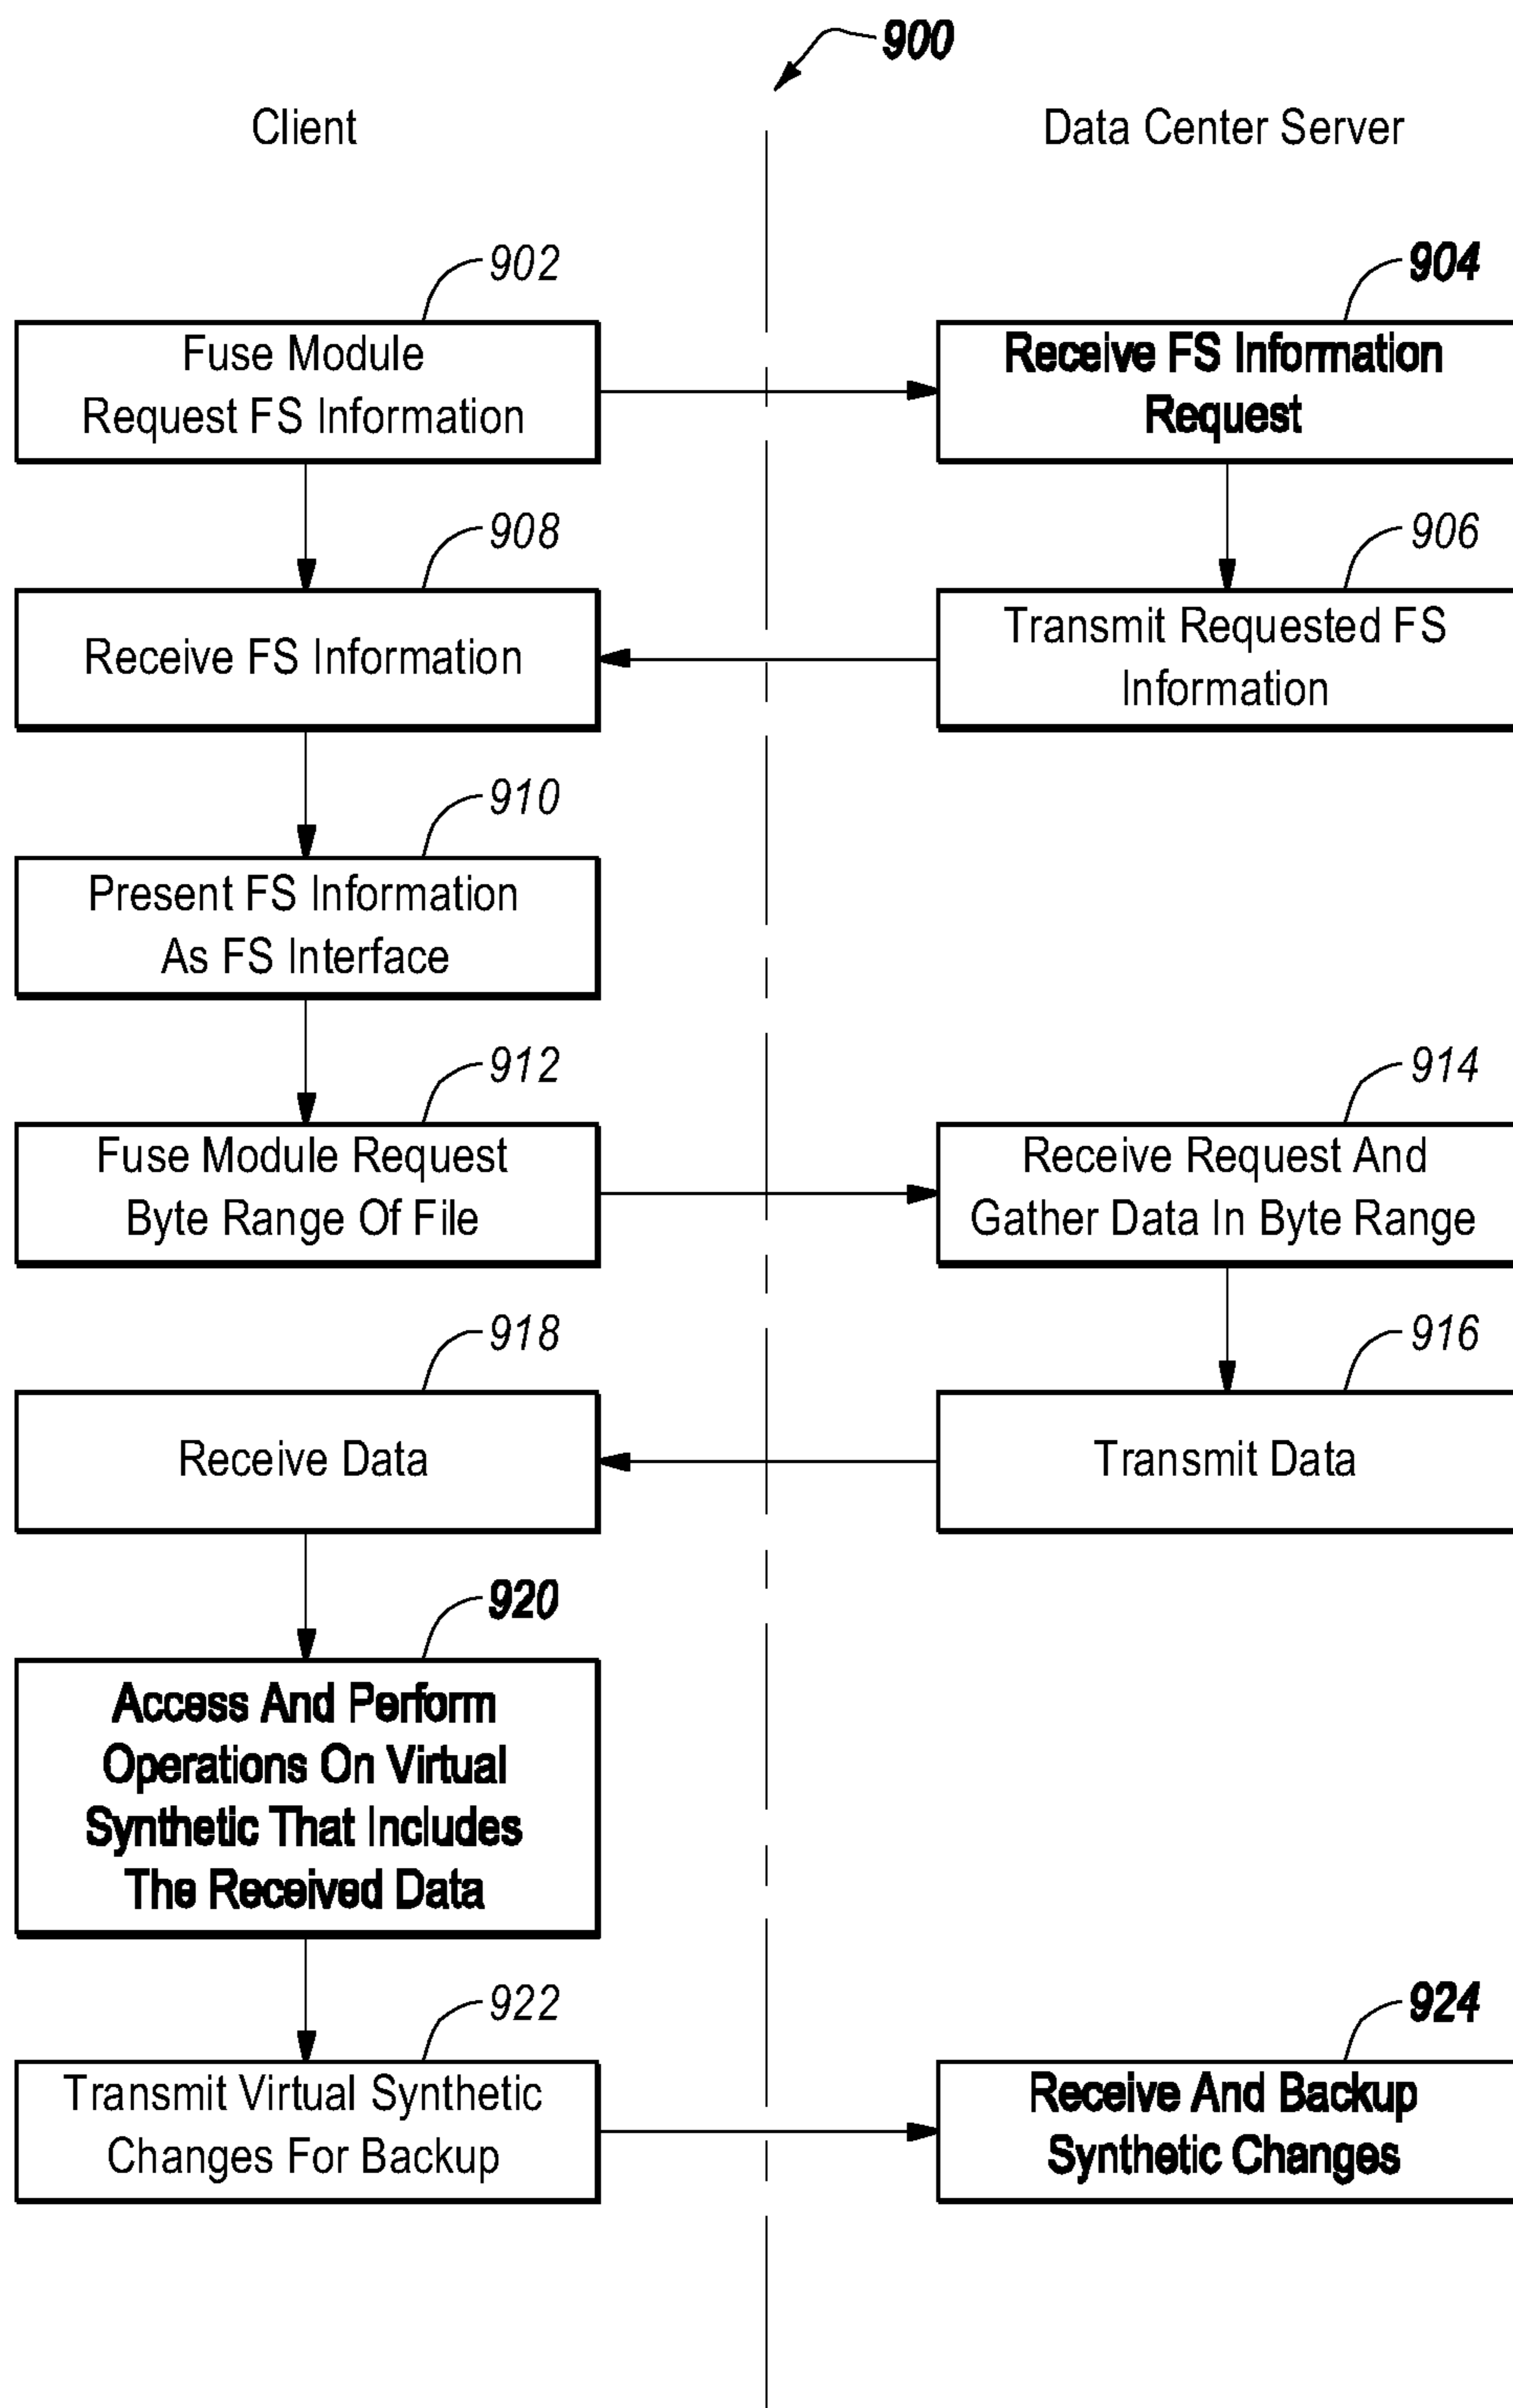 900
Client
Data Center Server
902
904
Fuse Module
Request FS Information
Receive FS Information
Request
908
906
Receive FS Information
Transmit Requested FS
Information
910
Present FS Information
As FS Interface
912
914
Fuse Module Request
Byte Range Of File
Receive Request And
Gather Data In Byte Range
918
916
Receive Data
Transmit Data
920
Access And Perform
Operations On Virtual
Synthetic That Includes
The Received Data
922
924
Transmit Virtual Synthetic
Changes For Backup
Receive And Backup
Synthetic Changes